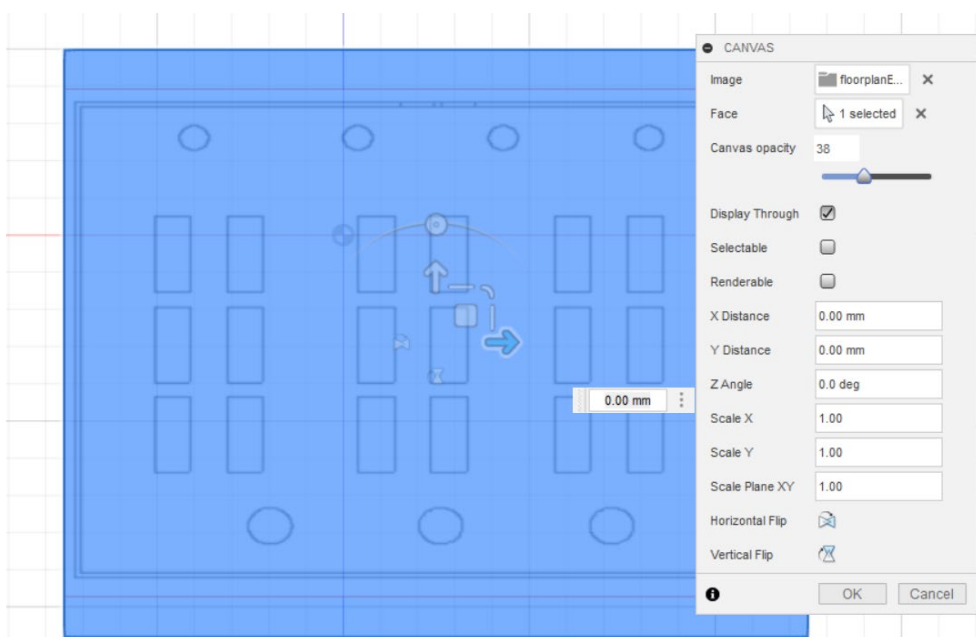 CANVAS
Image floorplanE...
Face 1 selected
Canvas opacity 38
Display Through
Selectable
Renderable
X Distance 0.00 mm
Y Distance 0.00 mm
Z Angle 0.0 deg
0.00 mm
Scale X 1.00
Scale Y 1.00
Scale Plane XY 1.00
Horizontal Flip
Vertical Flip
OK Cancel